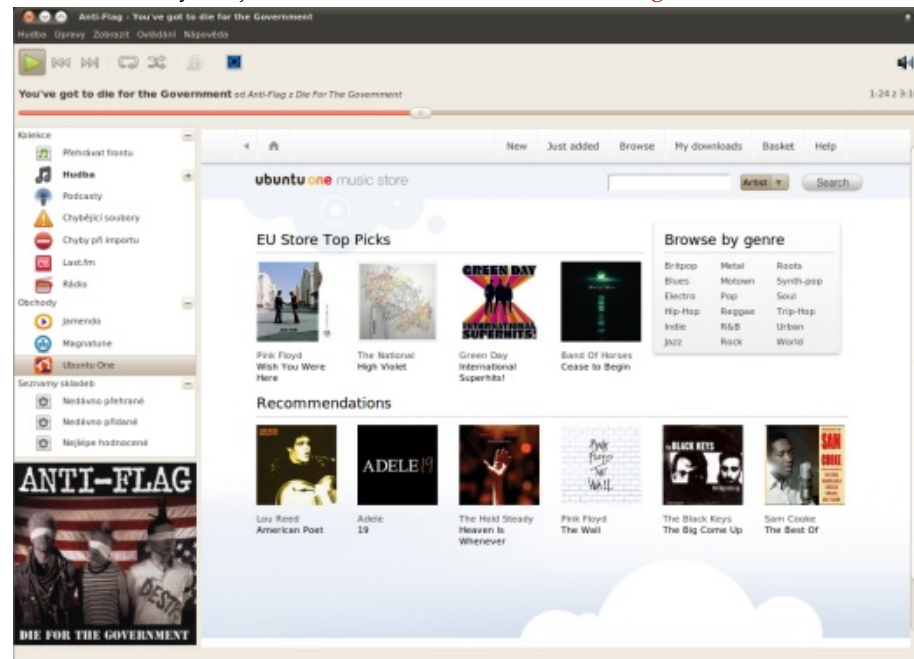 Anti-Flag - You've got to die for the Government
Hudba Úpravy Zobrazit Ovládání Nápověda
You've got to die for the Government od Anti-Flag z Die For The Government
1:24 z 3:1
Kolekce
Přehrávat frontu
Hudba
Podcasty
Chybějící soubory
Chyby při importu
Last.fm
Rádio
Obchody
Jamendo
Magnatune
Ubuntu One
Seznamy skladeb
Nedávno přehrané
Nedávno přidané
Nejlépe hodnocené
ANTI-FLAG
DIE FOR THE GOVERNMENT
New Just added Browse My downloads Basket Help
ubuntu one music store
Artist
Search
EU Store Top Picks
GREEN DAY
INTERNATIONAL
SUPERHITS!
Pink Floyd
Wish You Were
Here
The National
High Violet
Green Day
International
Superhits!
Band Of Horses
Cease to Begin
Browse by genre
Britpop Metal Roots
Blues Motown Synth-pop
Electro Pop Soul
Hip-Hop Reggae Trip-Hop
Indie R&B Urban
Jazz Rock World
Recommendations
ADELE 19
PINK
FLOYD
THE
WALL
THE BLACK KEYS
SAM
COOKE
Lou Reed
American Poet
Adele
19
The Hold Steady
Heaven Is
Whenever
Pink Floyd
The Wall
The Black Keys
The Big Come Up
Sam Cooke
The Best Of